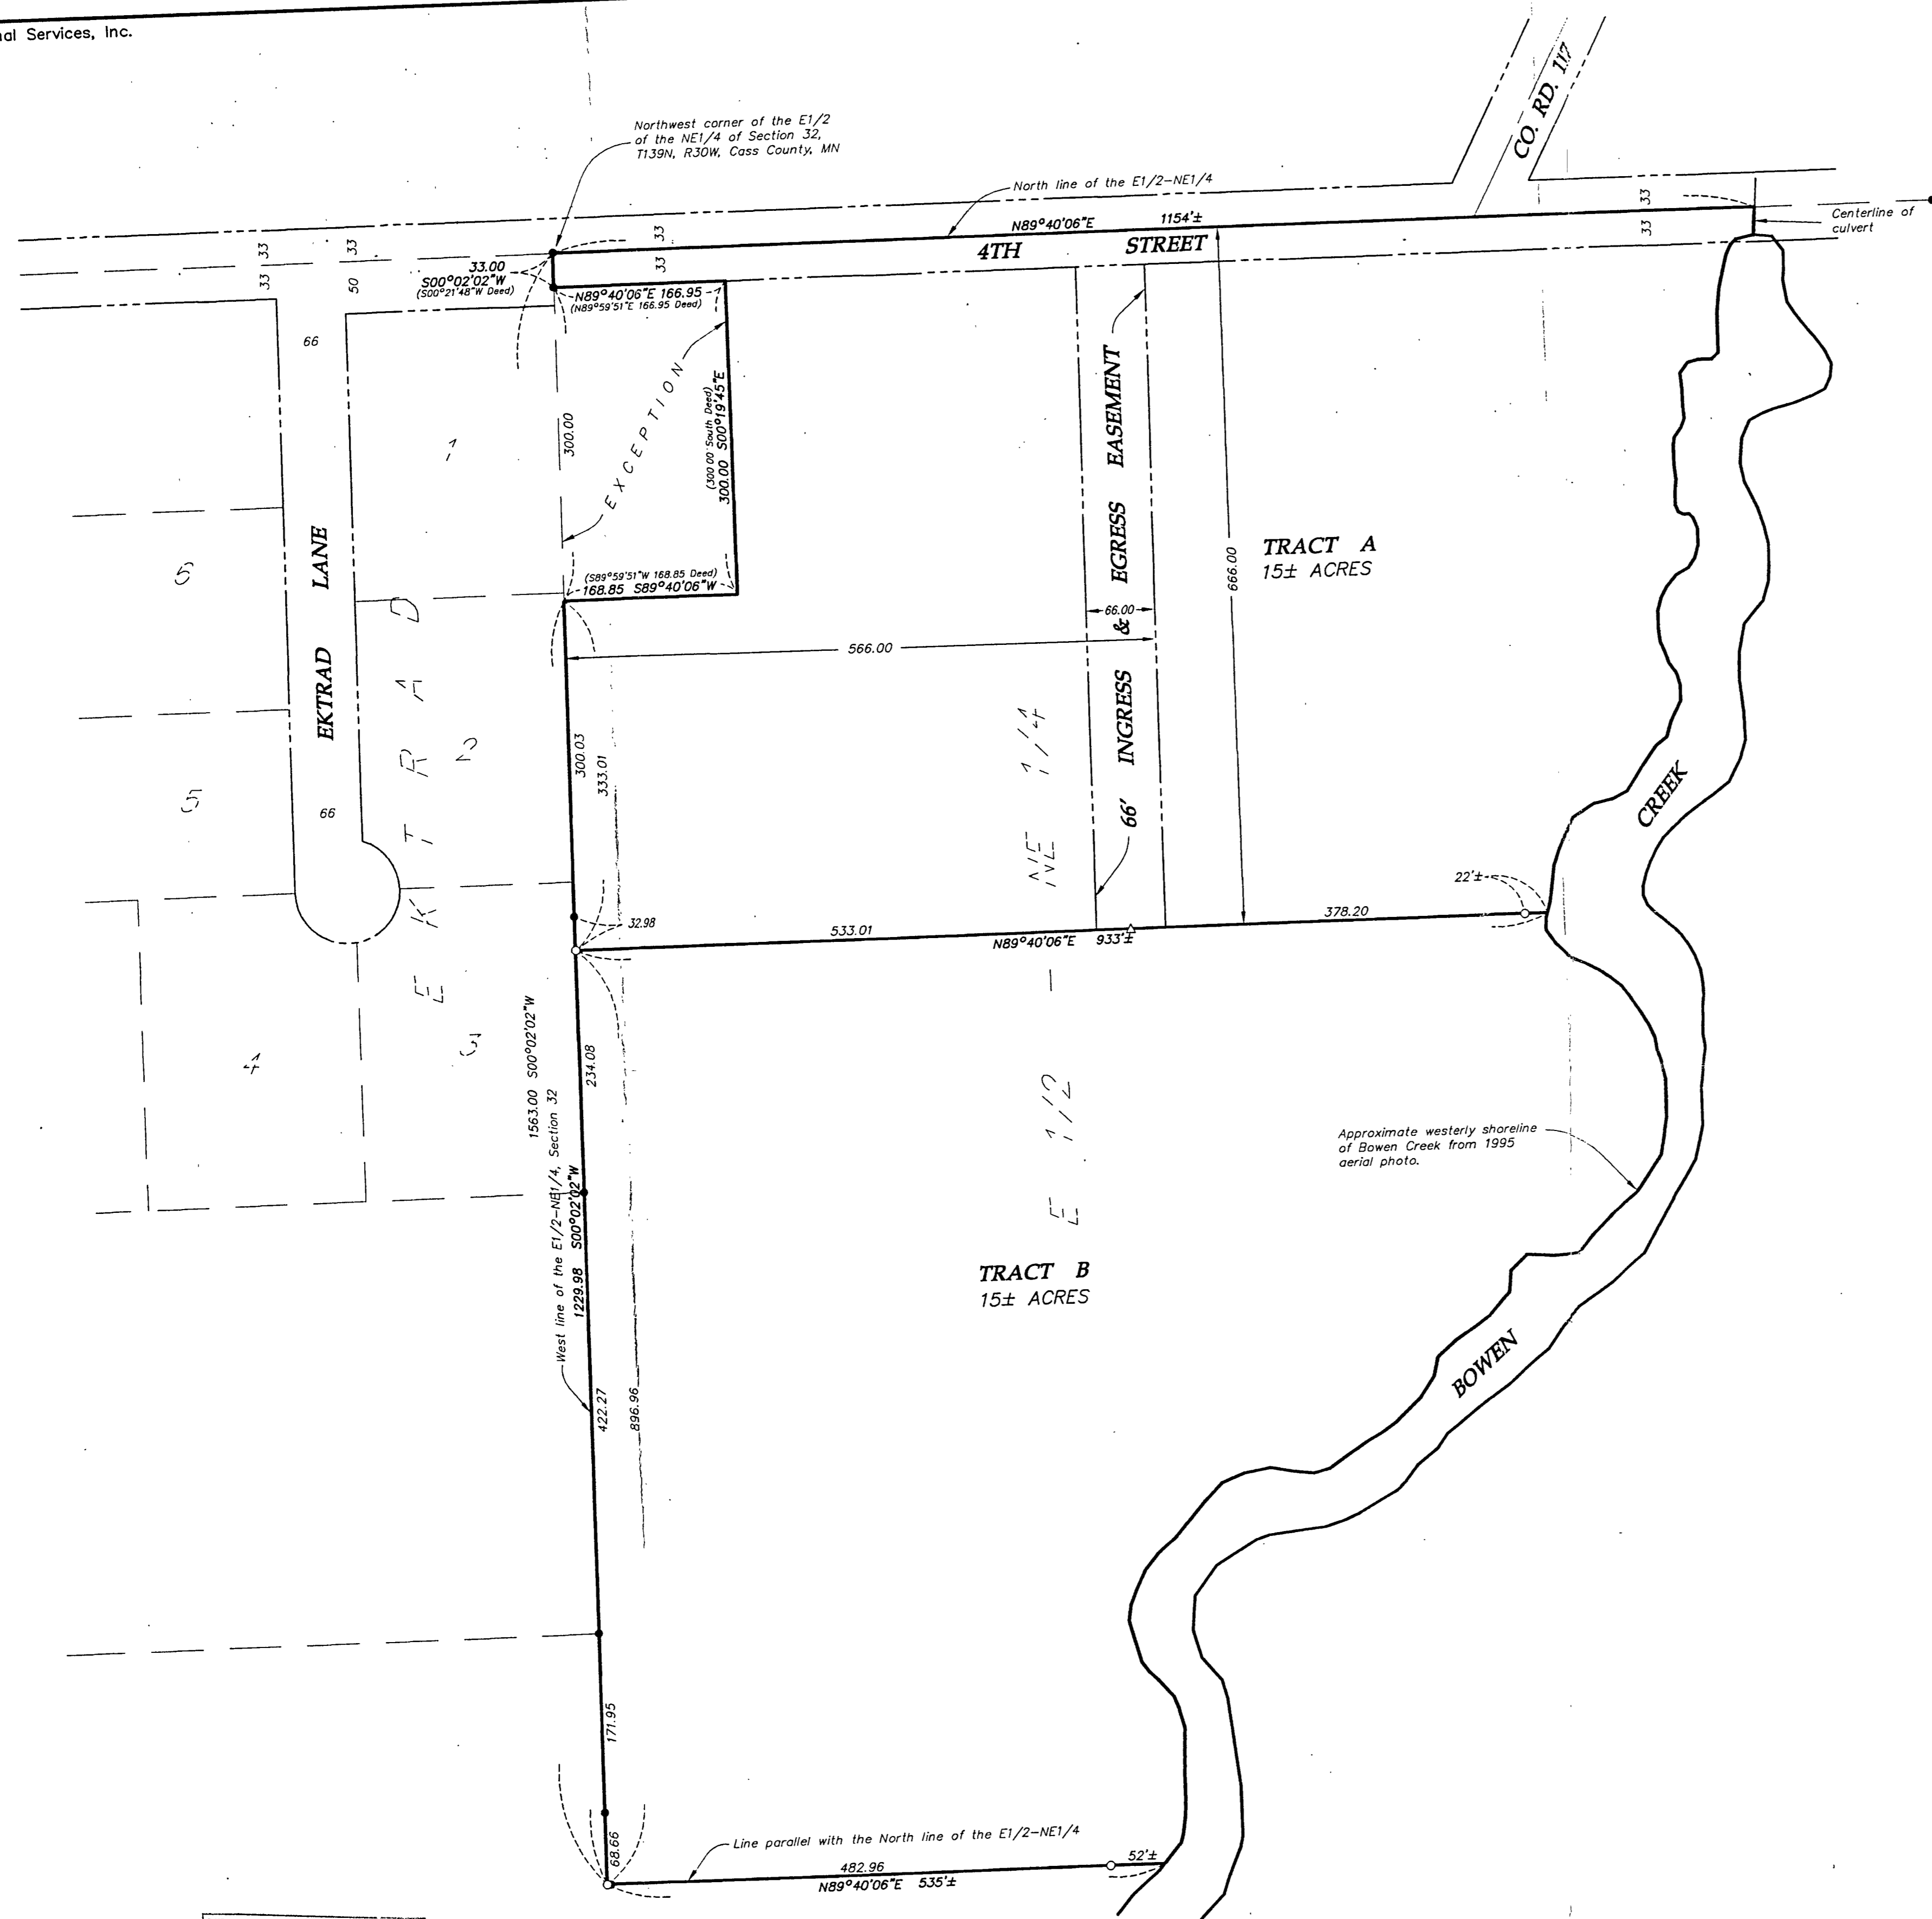 nal Services, Inc.
Northwest corner of the E1/2
of the NE1/4 of Section 32,
T139N, R30W, Cass County, MN
CO. RD. 117
North line of the E1/2-NE1/4
N89°40'06"E 1154'±
4TH STREET
33
33
33
33
Centerline of
culvert
33
33
33
33
50
33.00
S00°02'02"W
(S00°21'48"W Deed)
N89°40'06"E 166.95
(N89°59'51"E 166.95 Deed)
66
1
300.00
EXCEPTION
(300.00 South Deed)
300.00 S00°19'45"E
66' INGRESS & EGRESS EASEMENT
666.00
TRACT A
15± ACRES
6
EKTRAD LANE
EKTRAD
(S89°59'51"W 168.85 Deed)
168.85 S89°40'06"W
66.00
566.00
2
5
300.03
333.01
NE 1/4
66
CREEK
22'±
378.20
32.98
533.01
N89°40'06"E 933'±
3
4
1563.00 S00°02'02"W
234.08
West line of the E1/2-NE1/4, Section 32
1229.98 S00°02'02"W
E 1/2
Approximate westerly shoreline
of Bowen Creek from 1995
aerial photo.
TRACT B
15± ACRES
BOWEN
422.27
896.96
171.95
68.66
Line parallel with the North line of the E1/2-NE1/4
482.96
52'±
N89°40'06"E 535'±